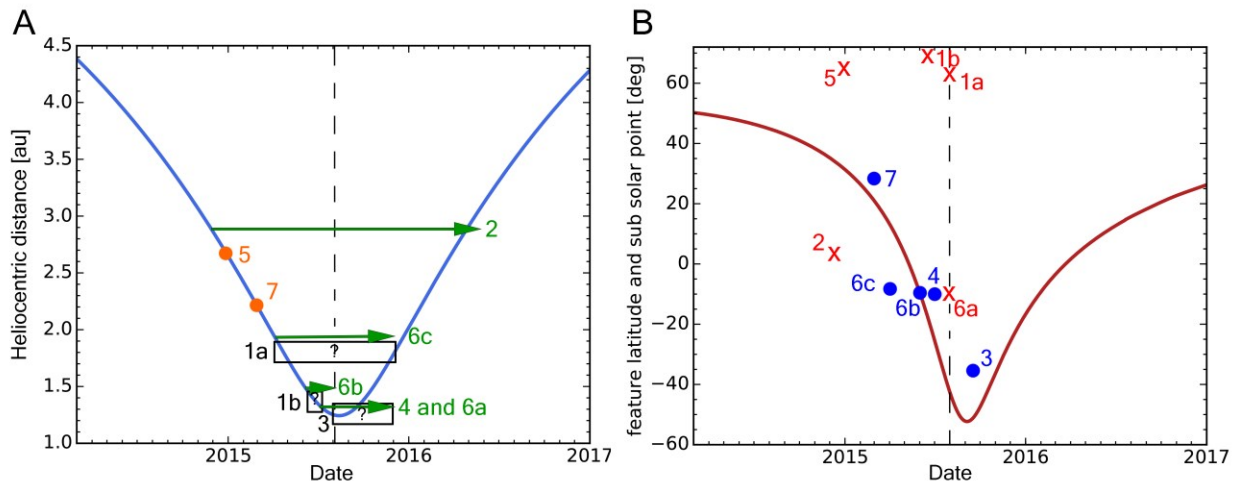 A
Heliocentric distance [au]
4.5
4.0
3.5
3.0
2.5
2.0
1.5
1.0
2
5
7
6c
1a
?
6b
1b
?
4 and 6a
3
?
2015
2016
2017
Date
B
feature latitude and sub solar point [deg]
60
40
20
0
−20
−40
−60
5
1b
1a
7
2
6c
4
6b
6a
3
2015
2016
2017
Date